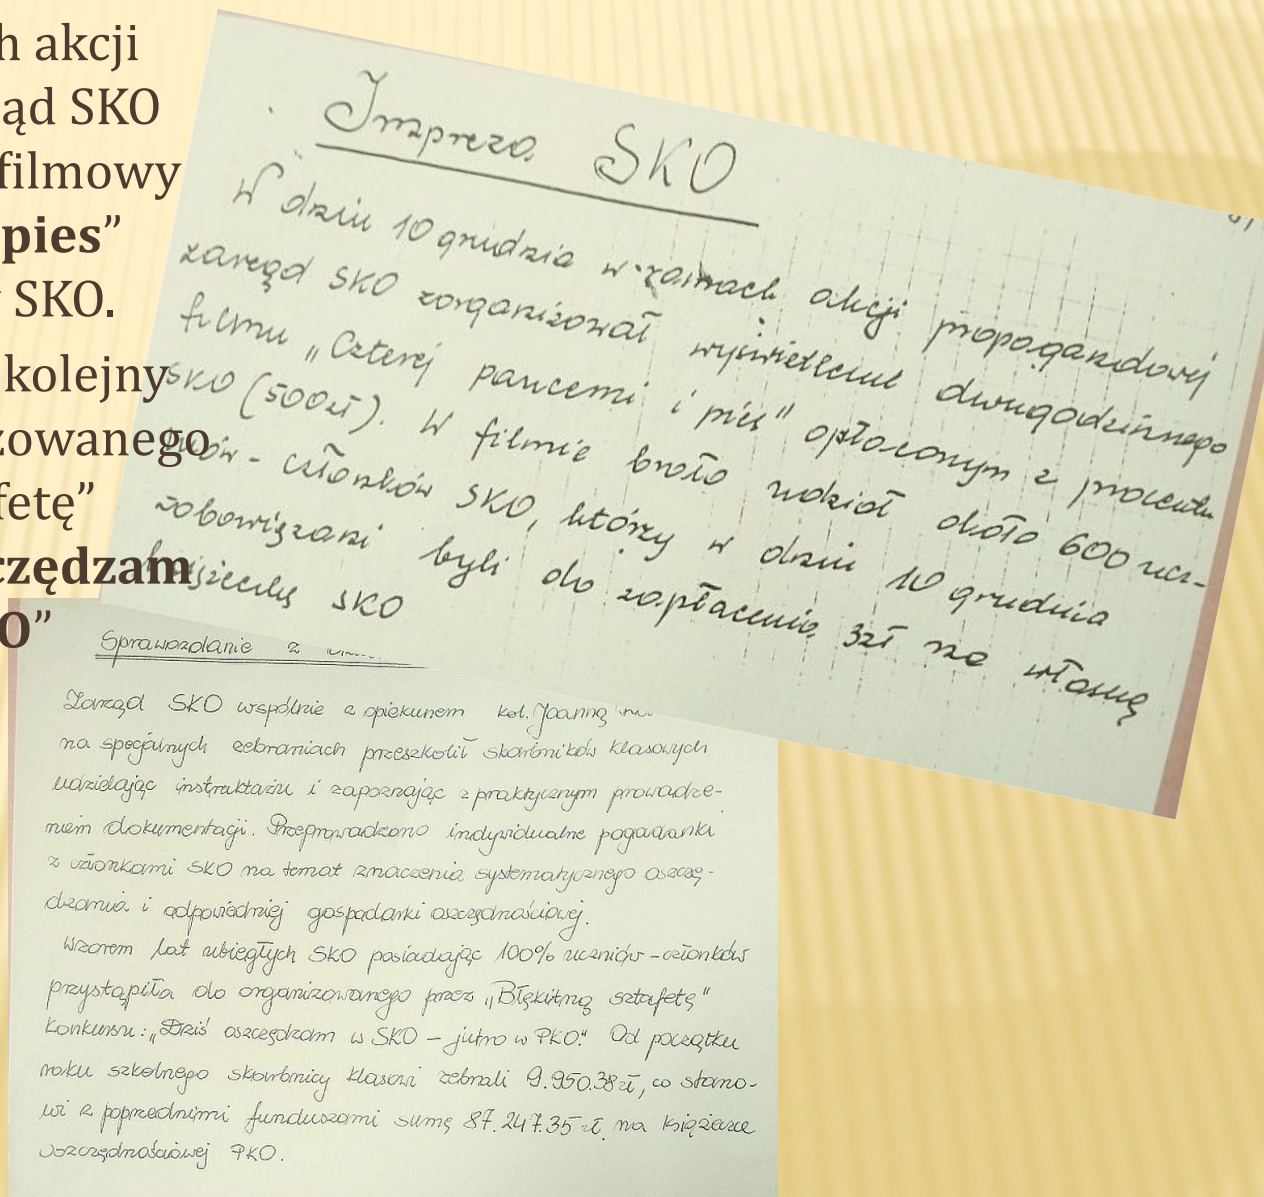 h akcji
ąd SKO
filmowy
pies”
SKO.
kolejny
zowanego
fetę”
czędzam
O”
Impreza SKO
W dniu 10 grudzia w ramach akcji propagandowej
zarząd SKO zorganizował wyświetlenie dwugodzinnego
filmu „Czterej pancerni i pies" opłaconym z procentu
SKO (500zł). W filmie brało udział około 600 ucz-
niów - członków SKO, którzy w dniu 10 grudnia
zobowiązani byli do zapłacenia 3zł na własną
książeczkę SKO
Sprawozdanie z
Zarząd SKO wspólnie z opiekunem kol. Joanną
na specjalnych zebraniach przeszkolił skarbników klasowych
udzielając instruktażu i zapoznając z praktycznym prowadze-
niem dokumentacji. Przeprowadzono indywidualne pogadanki
z członkami SKO na temat znaczenia systematycznego oszczę-
dzania i odpowiedniej gospodarki oszczędnościowej.
Wzorem lat ubiegłych SKO posiadając 100% uczniów - członków
przystąpiła do organizowanego przez „Błękitną sztafetę"
konkursu: „Dziś oszczędzam w SKO – jutro w PKO." Od początku
roku szkolnego skarbnicy klasowi zebrali 9.950.38 zł, co stano-
wi z poprzednimi funduszami sumę 87.247.35 zł. na książeczce
oszczędnościowej PKO.